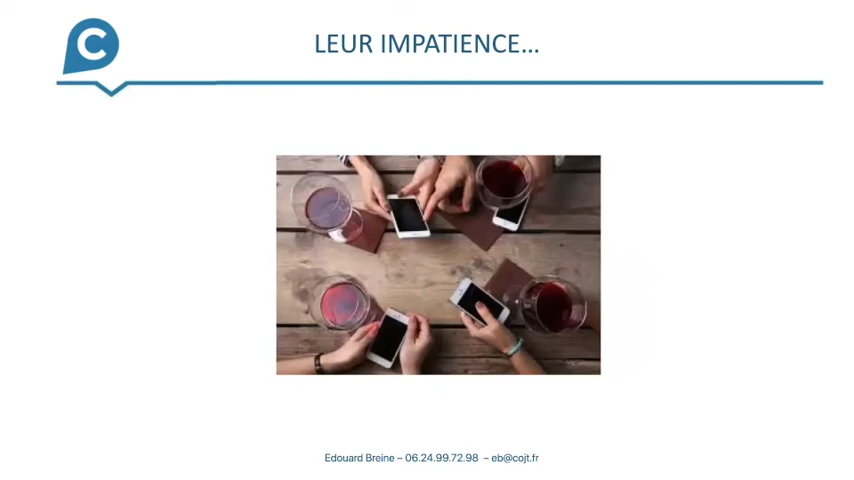 C
LEUR IMPATIENCE...
Edouard Breine – 06.24.99.72.98 – eb@cojt.fr